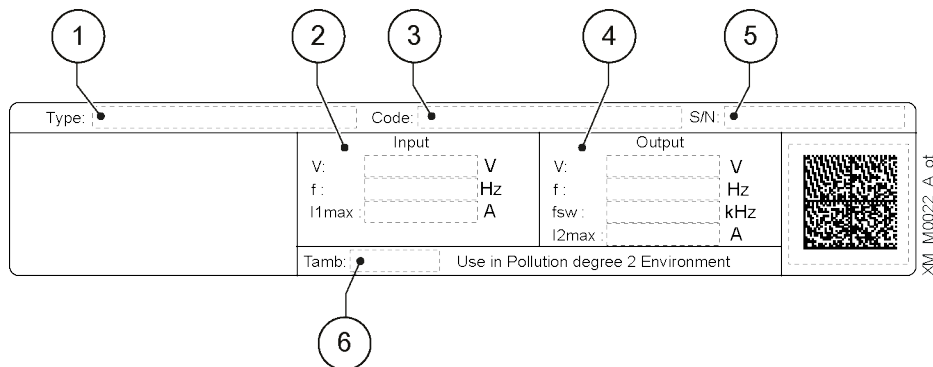 1 2 3 4 5
Type: Code: S/N:
Input
V: V
f : Hz
I1max : A
Output
V: V
f : Hz
fsw : kHz
I2max : A
Tamb: Use in Pollution degree 2 Environment
6
XM_M0022_A_ot